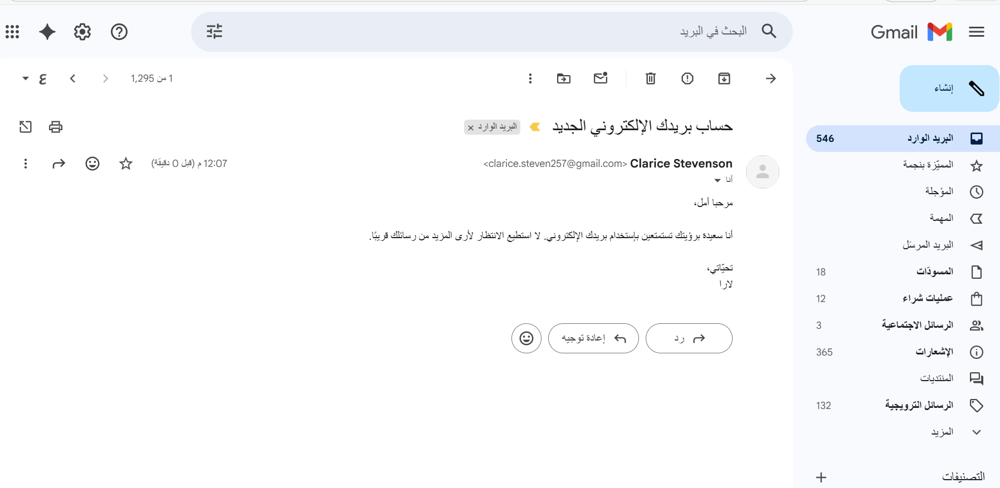 Gmail
البحث في البريد
إنشاء
البريد الوارد 546
المميّزة بنجمة
المؤجلة
المهمة
البريد المرسَل
المسودّات 18
عمليات شراء 12
الرسائل الاجتماعية 3
الإشعارات 365
المنتديات
الرسائل الترويجية 132
المزيد
التصنيفات
1 من 1,295 ع
حساب بريدك الإلكتروني الجديد البريد الوارد ×
Clarice Stevenson <clarice.steven257@gmail.com> 12:07 م (قبل 0 دقيقة)
أنا
مرحبا أمل،
أنا سعيدة برؤيتك تستمتعين بإستخدام بريدك الإلكتروني. لا استطيع الانتظار لأرى المزيد من رسائلك قريبًا.
تحيّاتي،
لارا
رد إعادة توجيه